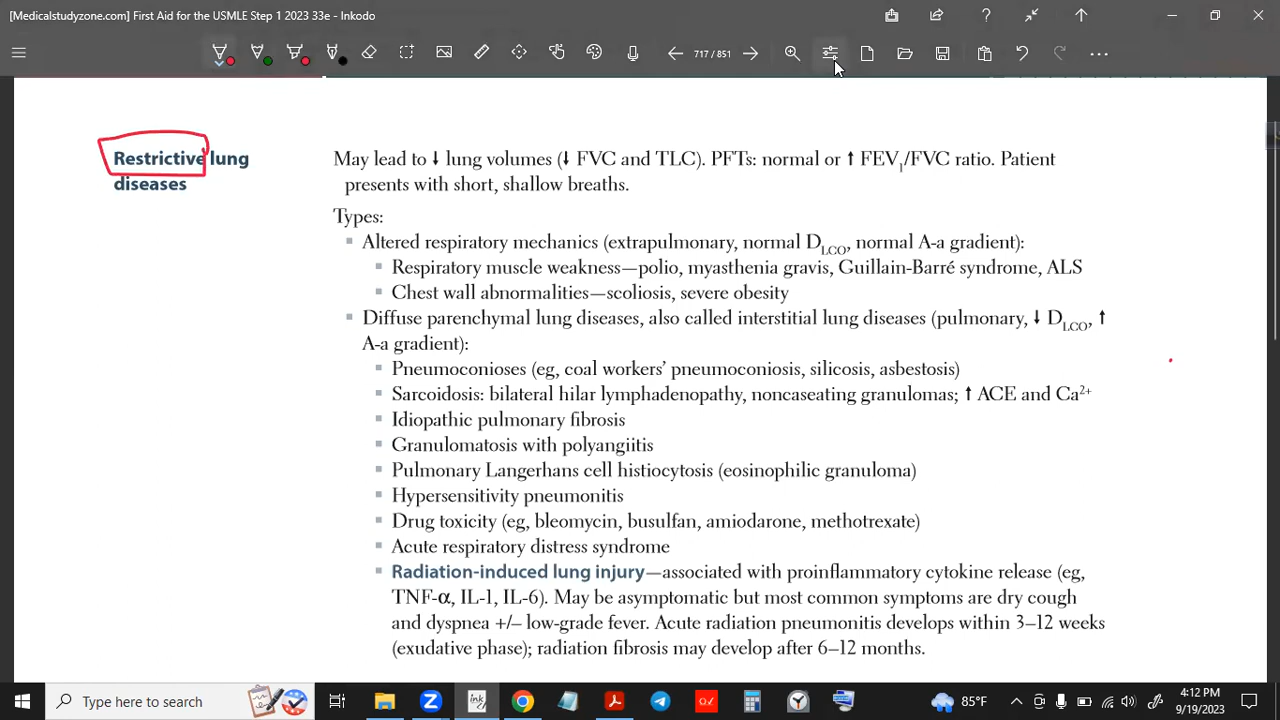 [Medicalstudyzone.com] First Aid for the USMLE Step 1 2023 33e - Inkodo
717 / 851
Restrictive lung
diseases
May lead to ↓ lung volumes (↓ FVC and TLC). PFTs: normal or ↑ FEV₁/FVC ratio. Patient
presents with short, shallow breaths.
Types:
▪ Altered respiratory mechanics (extrapulmonary, normal DLCO, normal A-a gradient):
▪ Respiratory muscle weakness—polio, myasthenia gravis, Guillain-Barré syndrome, ALS
▪ Chest wall abnormalities—scoliosis, severe obesity
▪ Diffuse parenchymal lung diseases, also called interstitial lung diseases (pulmonary, ↓ DLCO, ↑
A-a gradient):
▪ Pneumoconioses (eg, coal workers' pneumoconiosis, silicosis, asbestosis)
▪ Sarcoidosis: bilateral hilar lymphadenopathy, noncaseating granulomas; ↑ ACE and Ca²⁺
▪ Idiopathic pulmonary fibrosis
▪ Granulomatosis with polyangiitis
▪ Pulmonary Langerhans cell histiocytosis (eosinophilic granuloma)
▪ Hypersensitivity pneumonitis
▪ Drug toxicity (eg, bleomycin, busulfan, amiodarone, methotrexate)
▪ Acute respiratory distress syndrome
▪ Radiation-induced lung injury—associated with proinflammatory cytokine release (eg,
TNF-α, IL-1, IL-6). May be asymptomatic but most common symptoms are dry cough
and dyspnea +/– low-grade fever. Acute radiation pneumonitis develops within 3–12 weeks
(exudative phase); radiation fibrosis may develop after 6–12 months.
Type here to search
85°F
4:12 PM
9/19/2023